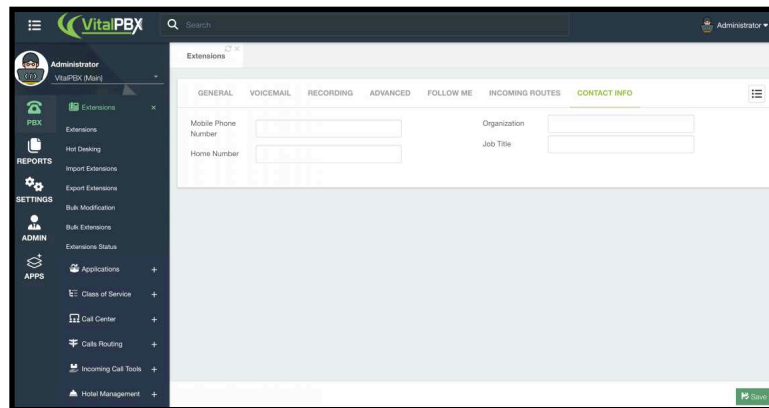 VitalPBX
Search
Administrator
Administrator
VitalPBX (Main)
Extensions
GENERAL VOICEMAIL RECORDING ADVANCED FOLLOW ME INCOMING ROUTES CONTACT INFO
Mobile Phone
Number
Organization
Home Number
Job Title
PBX
REPORTS
SETTINGS
ADMIN
APPS
Extensions
Extensions
Hot Desking
Import Extensions
Export Extensions
Bulk Modification
Bulk Extensions
Extensions Status
Applications +
Class of Service +
Call Center +
Calls Routing +
Incoming Call Tools +
Hotel Management +
Save